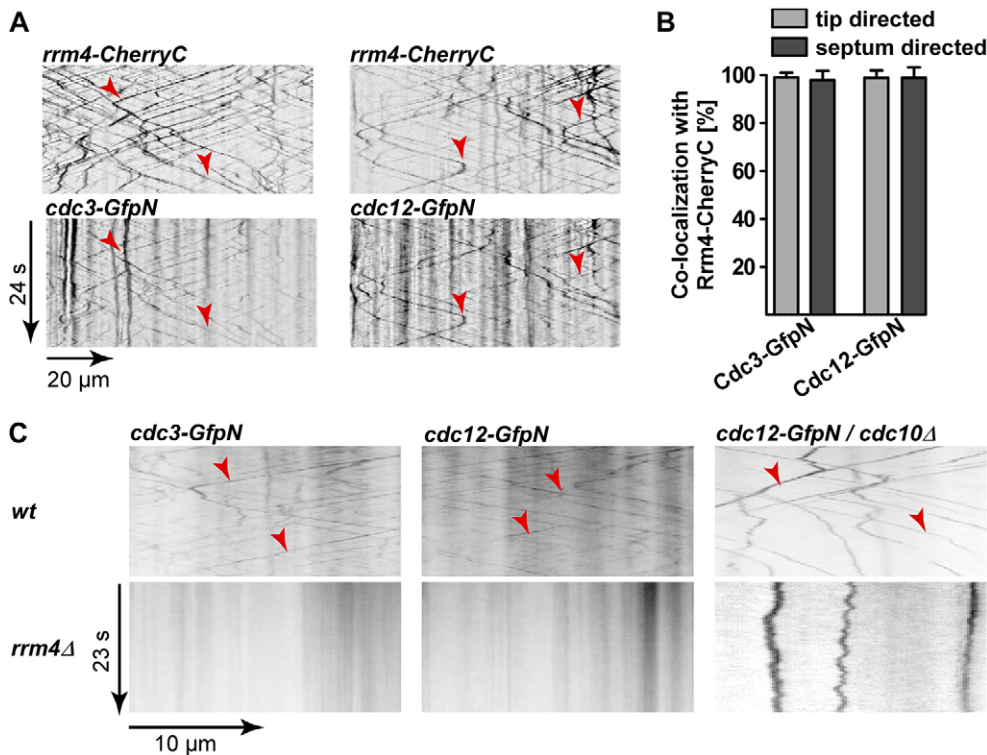 A
rrm4-CherryC
rrm4-CherryC
cdc3-GfpN
cdc12-GfpN
24 s
20 µm
B
tip directed
septum directed
Co-localization with
Rrm4-CherryC [%]
100
80
60
40
20
Cdc3-GfpN
Cdc12-GfpN
C
cdc3-GfpN
cdc12-GfpN
cdc12-GfpN / cdc10Δ
wt
rrm4Δ
23 s
10 µm